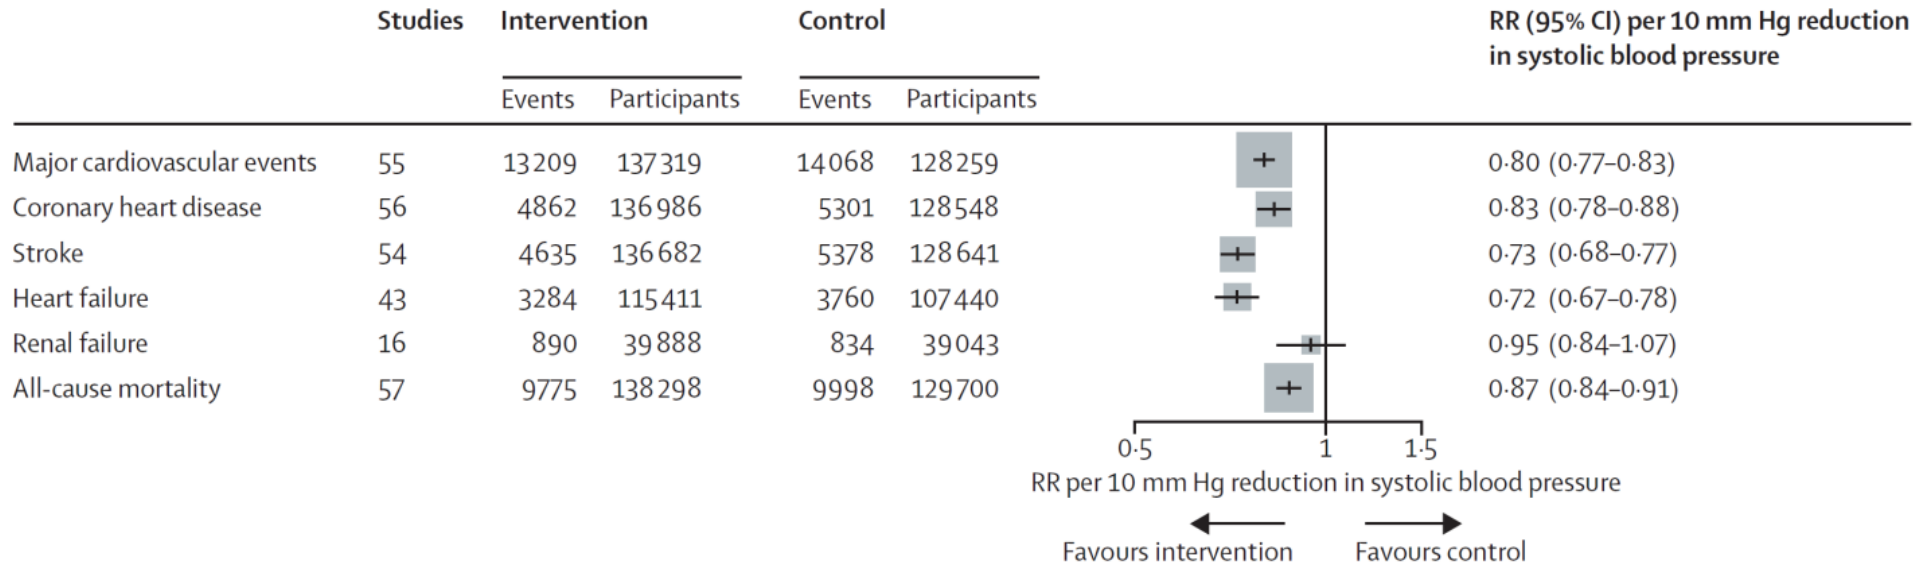 Studies Intervention Control RR (95% CI) per 10 mm Hg reduction
in systolic blood pressure
Events Participants Events Participants
Major cardiovascular events 55 13209 137319 14068 128259 0·80 (0·77–0·83)
Coronary heart disease 56 4862 136986 5301 128548 0·83 (0·78–0·88)
Stroke 54 4635 136682 5378 128641 0·73 (0·68–0·77)
Heart failure 43 3284 115411 3760 107440 0·72 (0·67–0·78)
Renal failure 16 890 39888 834 39043 0·95 (0·84–1·07)
All-cause mortality 57 9775 138298 9998 129700 0·87 (0·84–0·91)
0·5 1 1·5
RR per 10 mm Hg reduction in systolic blood pressure
Favours intervention Favours control